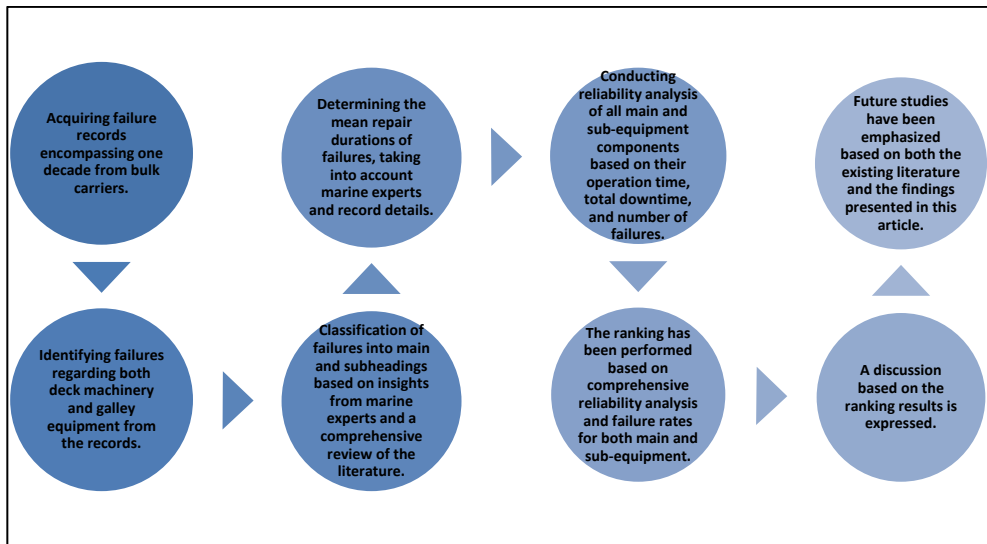 Acquiring failure
records
encompassing one
decade from bulk
carriers.
Identifying failures
regarding both
deck machinery
and galley
equipment from
the records.
Classification of
failures into main
and subheadings
based on insights
from marine
experts and a
comprehensive
review of the
literature.
Determining the
mean repair
durations of
failures, taking
into account
marine experts
and record details.
Conducting
reliability analysis
of all main and
sub-equipment
components
based on their
operation time,
total downtime,
and number of
failures.
The ranking has
been performed
based on
comprehensive
reliability analysis
and failure rates
for both main and
sub-equipment.
A discussion
based on the
ranking results is
expressed.
Future studies
have been
emphasized
based on both the
existing literature
and the findings
presented in this
article.